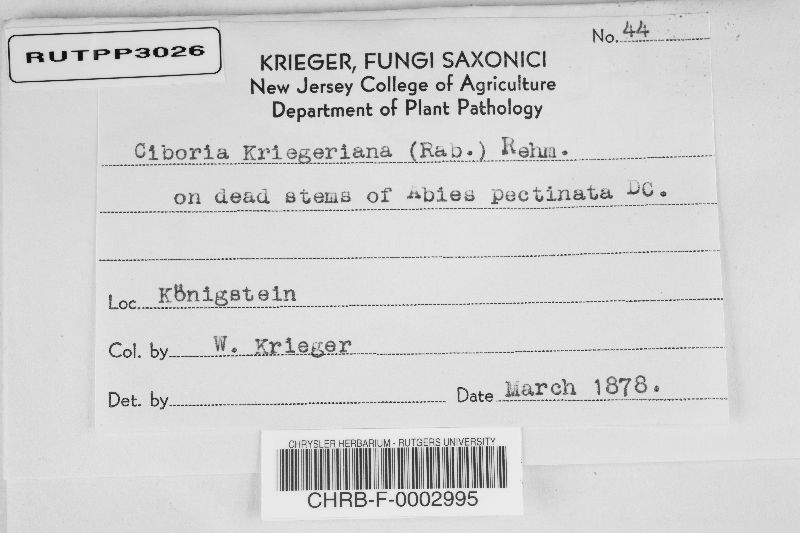 RUTPP3026
No. 44
KRIEGER, FUNGI SAXONICI
New Jersey College of Agriculture
Department of Plant Pathology
Ciboria Kriegeriana (Rab.) Rehm.
on dead stems of Abies pectinata DC.
Loc. Königstein
Col. by W. Krieger
Det. by
Date March 1878.
CHRYSLER HERBARIUM - RUTGERS UNIVERSITY
CHRB-F-0002995